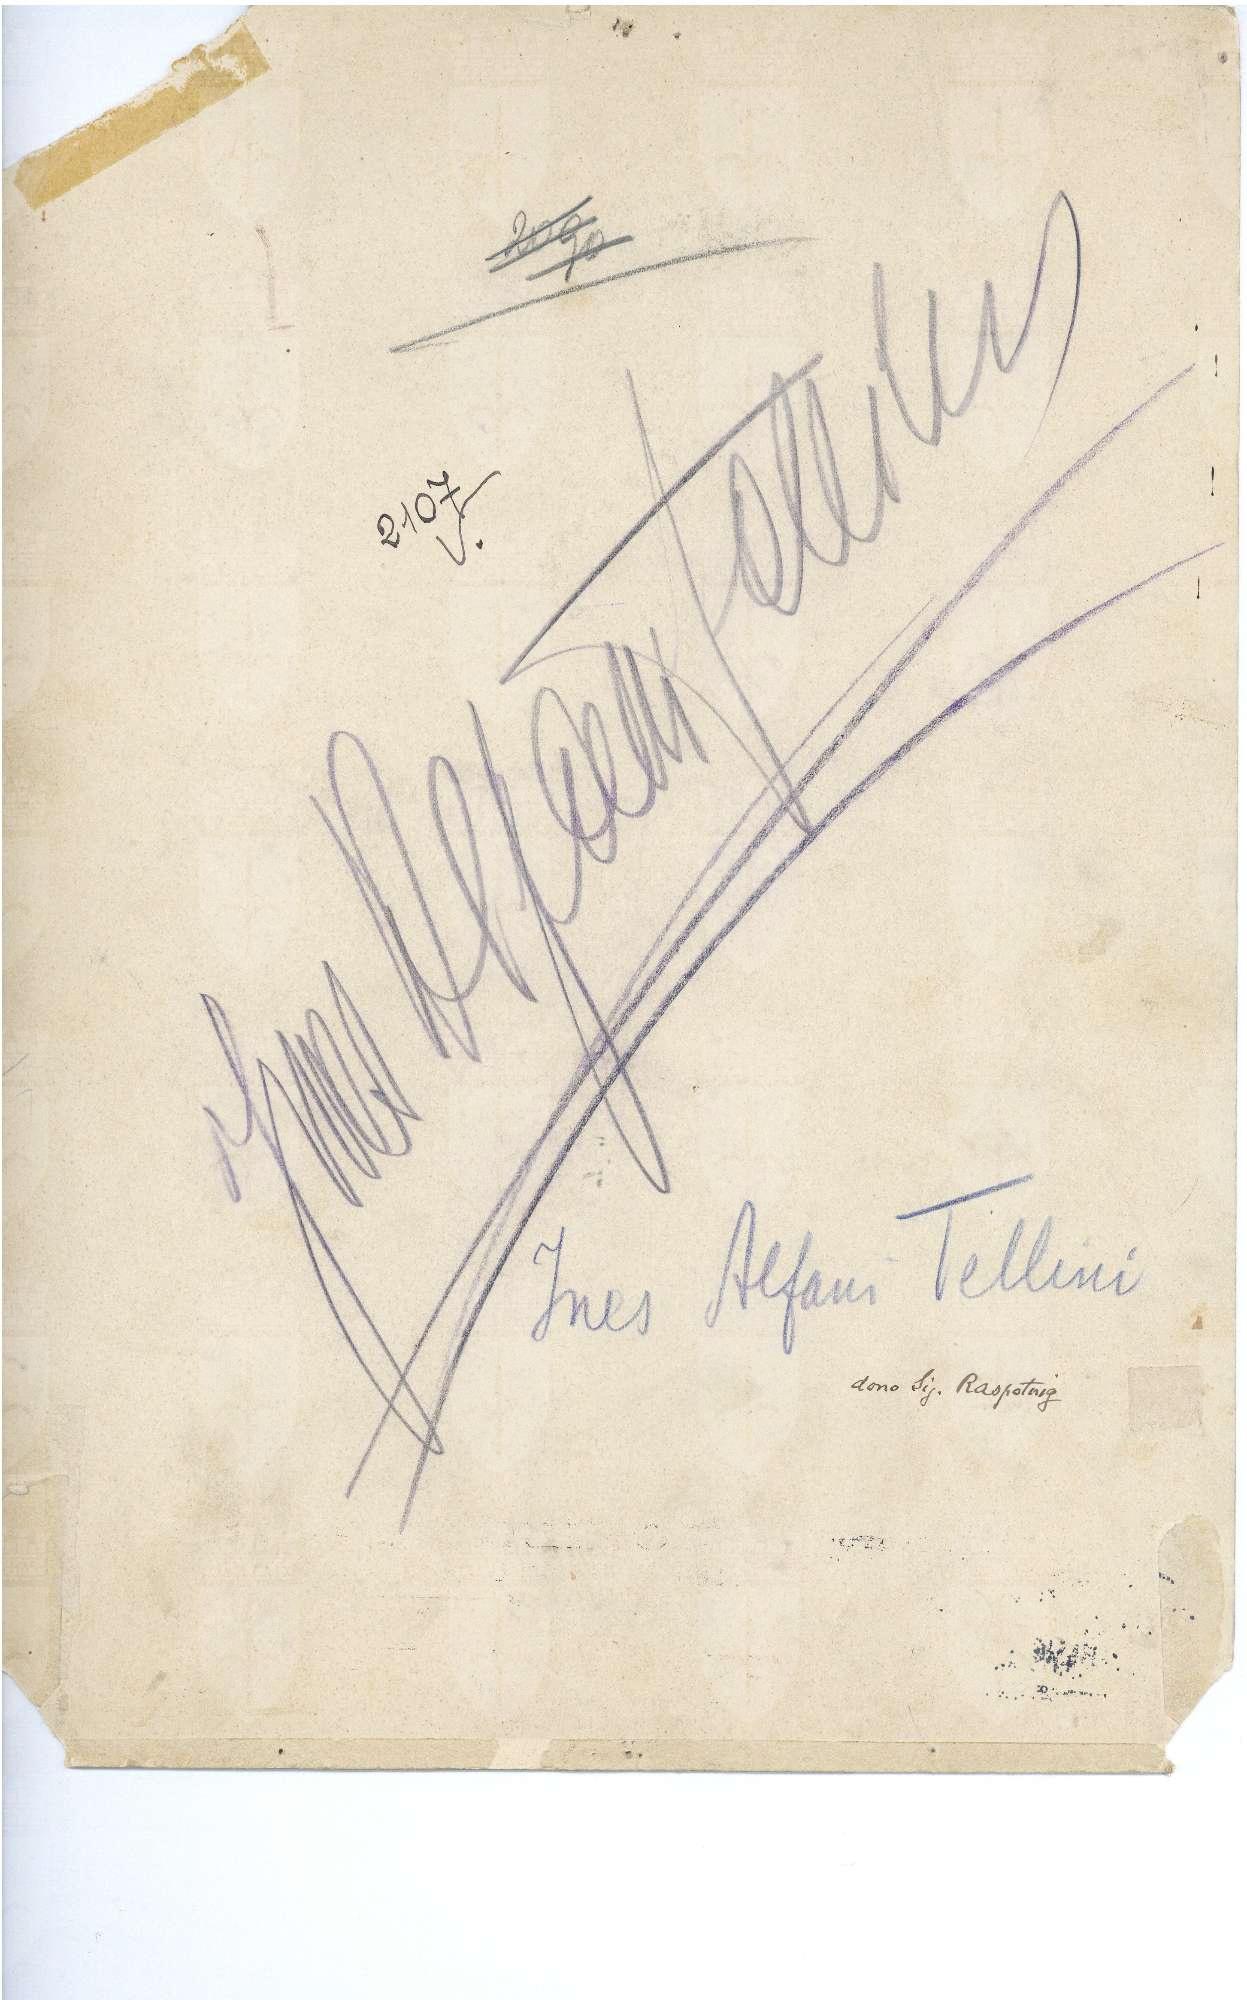 2107
Ines Alfani Tellini
Ines Alfani Tellini
dono Sig. Raspotnig